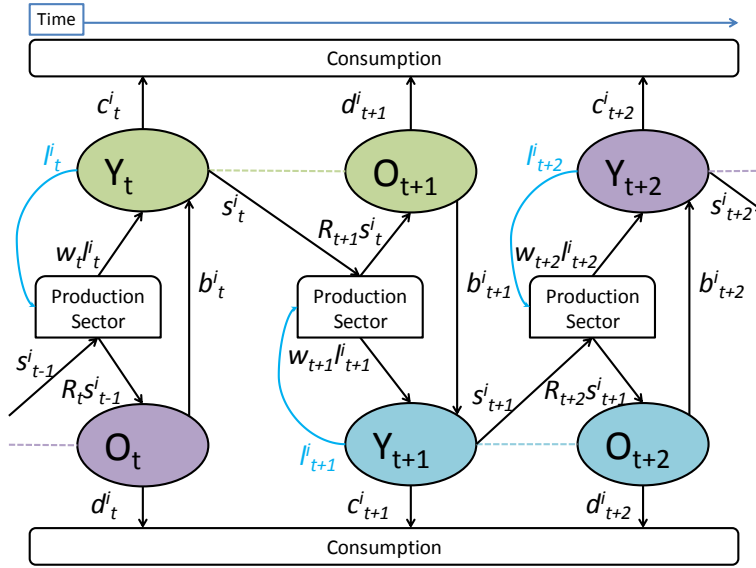 Time
Consumption
c^i_t
d^i_{t+1}
c^i_{t+2}
l^i_t
Y_t
O_{t+1}
l^i_{t+2}
Y_{t+2}
s^i_t
R_{t+1}s^i_t
s^i_{t+2}
w_t l^i_t
w_{t+2}l^i_{t+2}
Production
Sector
b^i_t
Production
Sector
b^i_{t+1}
Production
Sector
b^i_{t+2}
s^i_{t-1}
R_t s^i_{t-1}
w_{t+1}l^i_{t+1}
s^i_{t+1}
R_{t+2}s^i_{t+1}
O_t
l^i_{t+1}
Y_{t+1}
O_{t+2}
d^i_t
c^i_{t+1}
d^i_{t+2}
Consumption